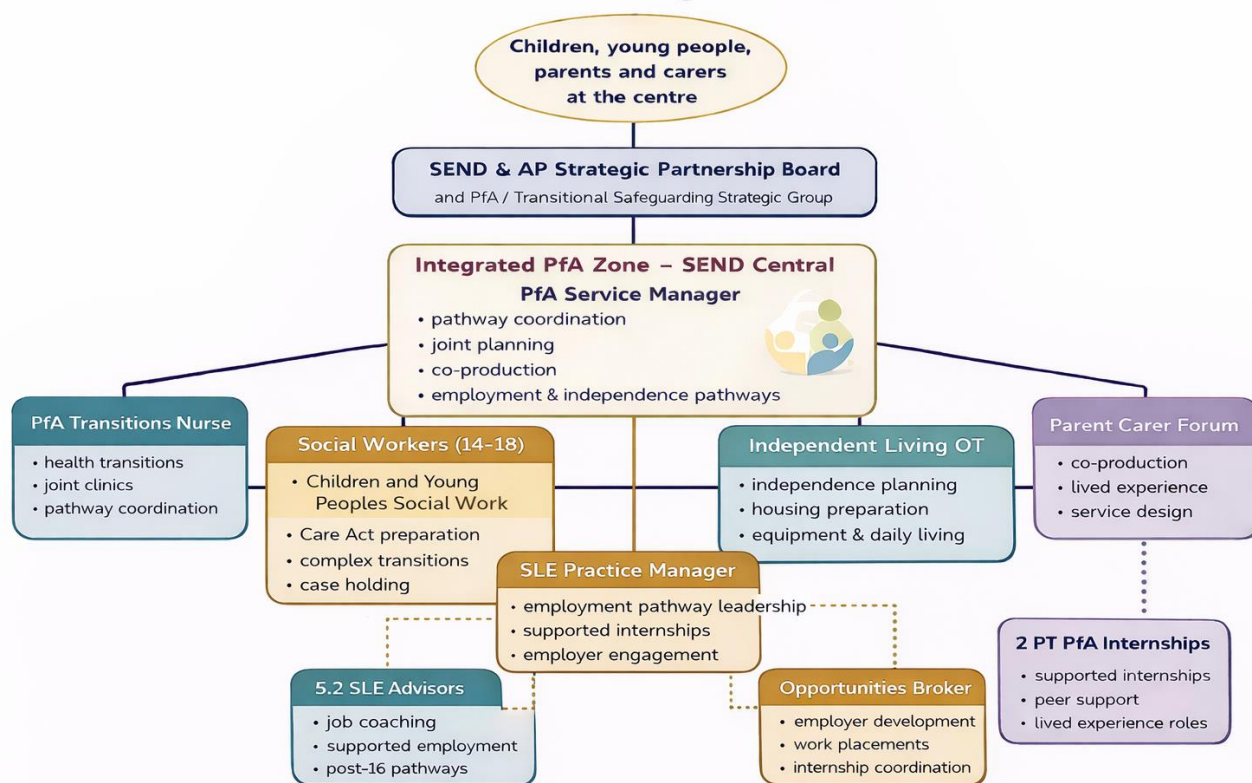 Children, young people,
parents and carers
at the centre
SEND & AP Strategic Partnership Board
and PfA / Transitional Safeguarding Strategic Group
Integrated PfA Zone – SEND Central
PfA Service Manager
• pathway coordination
• joint planning
• co-production
• employment & independence pathways
PfA Transitions Nurse
• health transitions
• joint clinics
• pathway coordination
Social Workers (14–18)
• Children and Young
Peoples Social Work
• Care Act preparation
• complex transitions
• case holding
Independent Living OT
• independence planning
• housing preparation
• equipment & daily living
Parent Carer Forum
• co-production
• lived experience
• service design
SLE Practice Manager
• employment pathway leadership
• supported internships
• employer engagement
5.2 SLE Advisors
• job coaching
• supported employment
• post-16 pathways
Opportunities Broker
• employer development
• work placements
• internship coordination
2 PT PfA Internships
• supported internships
• peer support
• lived experience roles